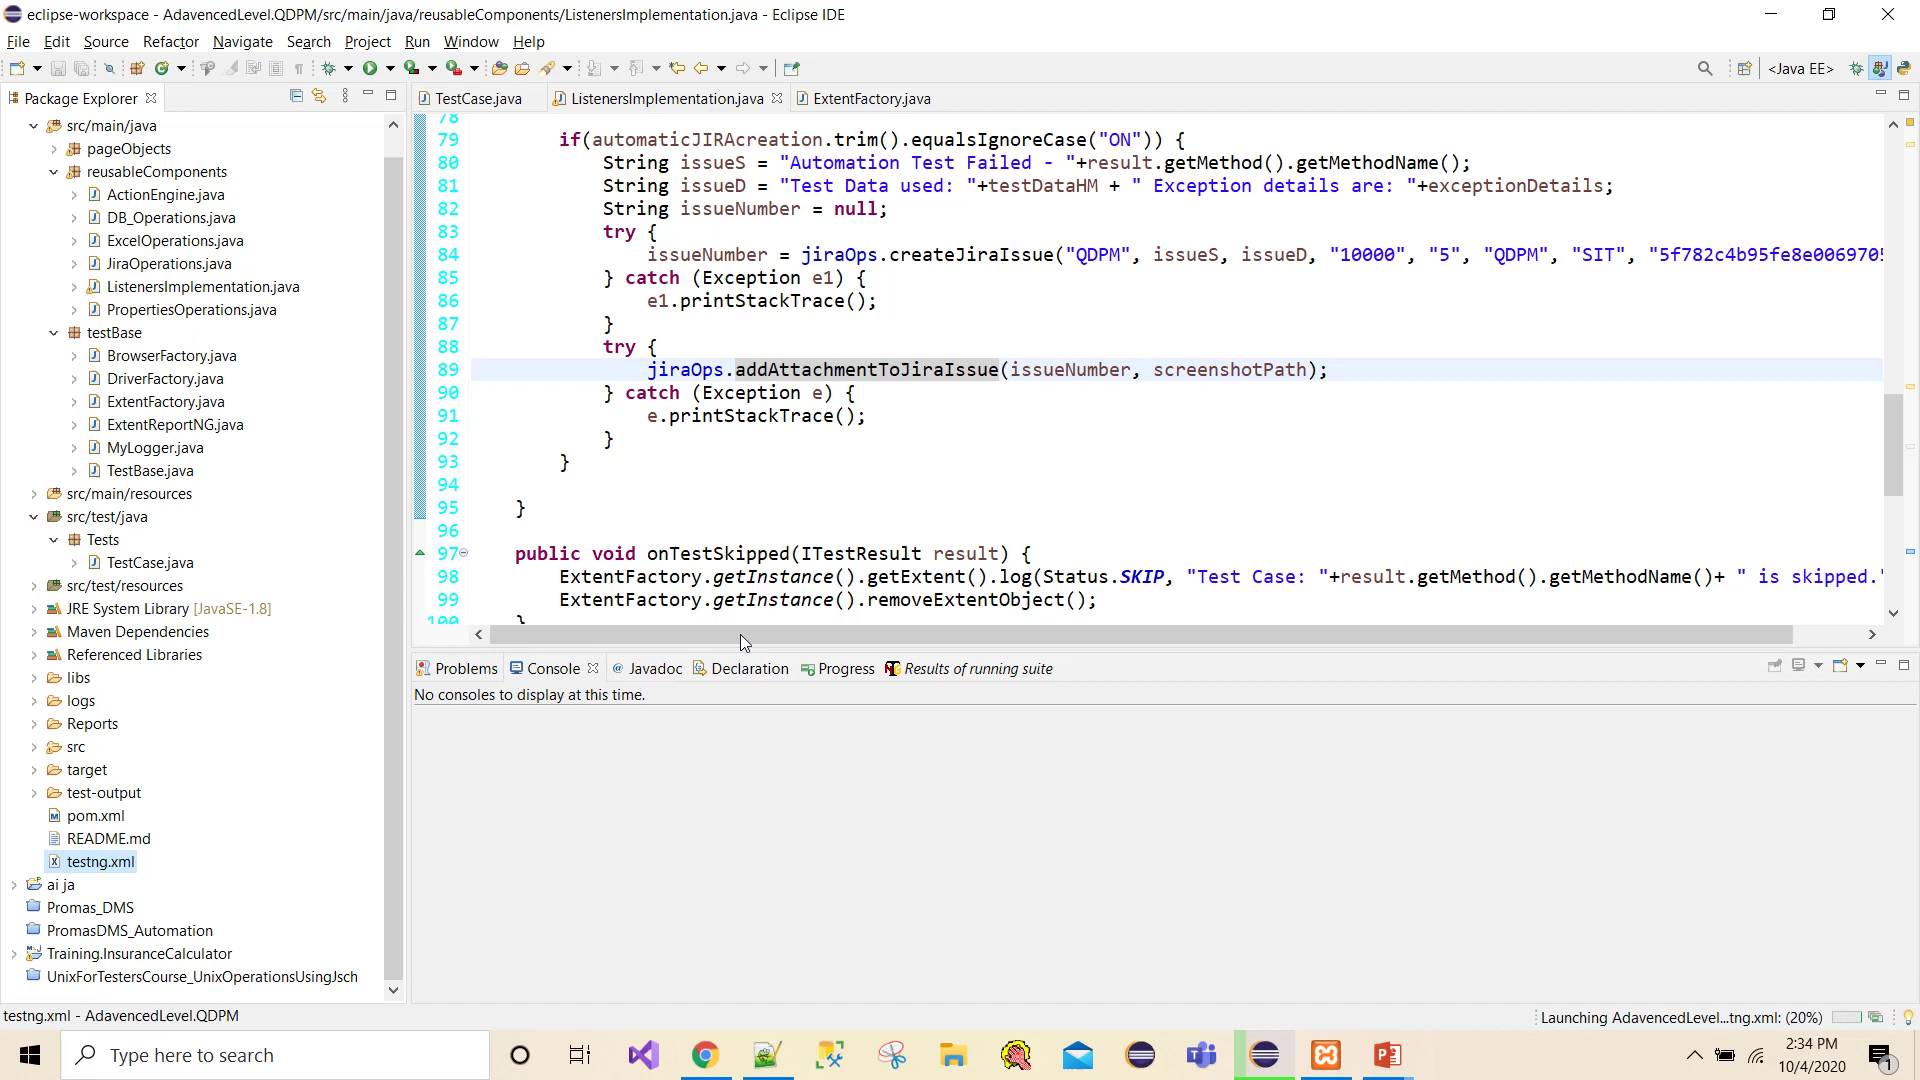 eclipse-workspace - AdavencedLevel.QDPM/src/main/java/reusableComponents/ListenersImplementation.java - Eclipse IDE
File Edit Source Refactor Navigate Search Project Run Window Help
<Java EE>
Package Explorer
src/main/java
pageObjects
reusableComponents
ActionEngine.java
DB_Operations.java
ExcelOperations.java
JiraOperations.java
ListenersImplementation.java
PropertiesOperations.java
testBase
BrowserFactory.java
DriverFactory.java
ExtentFactory.java
ExtentReportNG.java
MyLogger.java
TestBase.java
src/main/resources
src/test/java
Tests
TestCase.java
src/test/resources
JRE System Library [JavaSE-1.8]
Maven Dependencies
Referenced Libraries
libs
logs
Reports
src
target
test-output
pom.xml
README.md
testng.xml
ai ja
Promas_DMS
PromasDMS_Automation
Training.InsuranceCalculator
UnixForTestersCourse_UnixOperationsUsingJsch
TestCase.java ListenersImplementation.java ExtentFactory.java
78
79 if(automaticJIRAcreation.trim().equalsIgnoreCase("ON")) {
80 String issueS = "Automation Test Failed - "+result.getMethod().getMethodName();
81 String issueD = "Test Data used: "+testDataHM + " Exception details are: "+exceptionDetails;
82 String issueNumber = null;
83 try {
84 issueNumber = jiraOps.createJiraIssue("QDPM", issueS, issueD, "10000", "5", "QDPM", "SIT", "5f782c4b95fe8e0069705
85 } catch (Exception e1) {
86 e1.printStackTrace();
87 }
88 try {
89 jiraOps.addAttachmentToJiraIssue(issueNumber, screenshotPath);
90 } catch (Exception e) {
91 e.printStackTrace();
92 }
93 }
94
95 }
96
97 public void onTestSkipped(ITestResult result) {
98 ExtentFactory.getInstance().getExtent().log(Status.SKIP, "Test Case: "+result.getMethod().getMethodName()+ " is skipped.
99 ExtentFactory.getInstance().removeExtentObject();
100 }
Problems Console Javadoc Declaration Progress Results of running suite
No consoles to display at this time.
testng.xml - AdavencedLevel.QDPM
Launching AdavencedLevel...tng.xml: (20%)
Type here to search
2:34 PM
10/4/2020
1